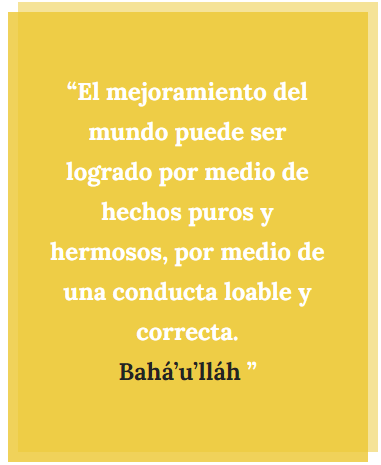 “El mejoramiento del
mundo puede ser
logrado por medio de
hechos puros y
hermosos, por medio de
una conducta loable y
correcta.
Bahá’u’lláh ”